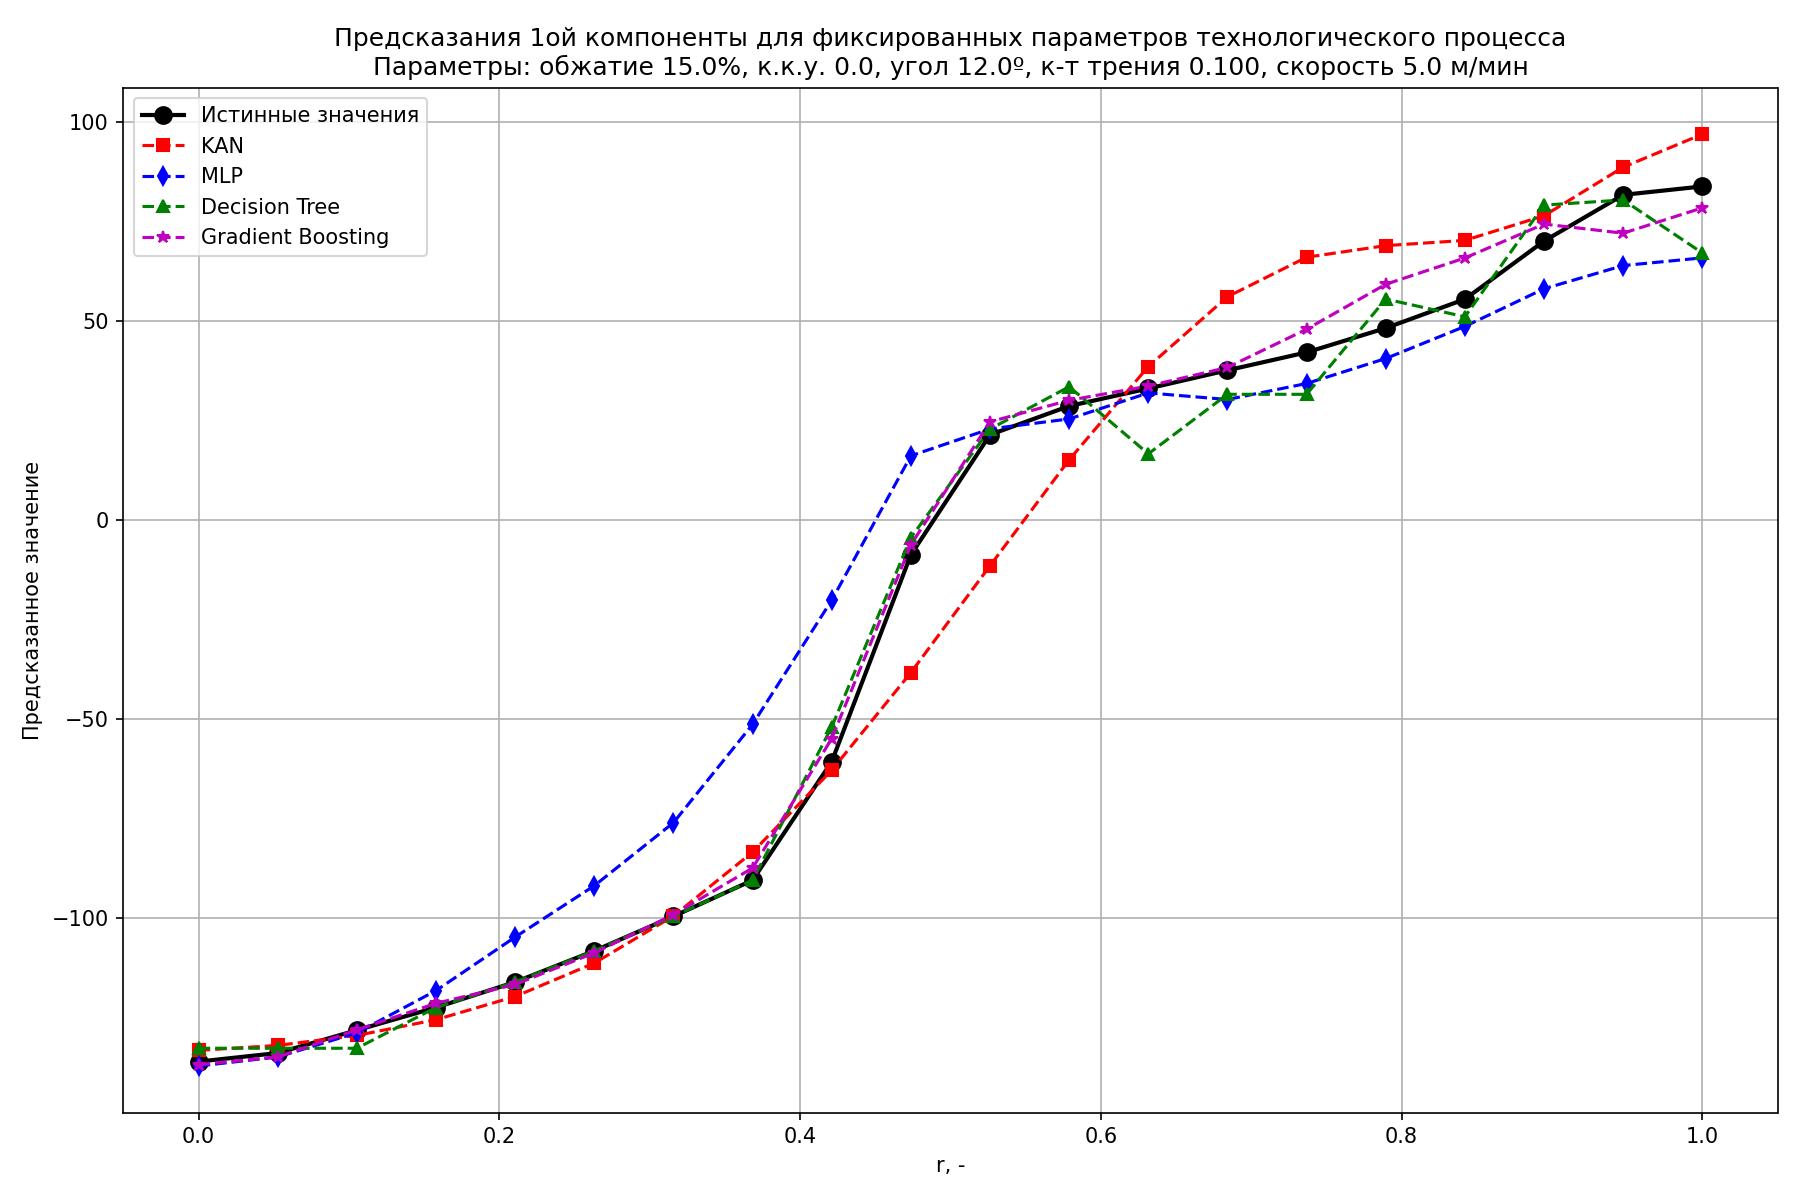 Предсказания 1ой компоненты для фиксированных параметров технологического процесса
Параметры: обжатие 15.0%, к.к.у. 0.0, угол 12.0º, к-т трения 0.100, скорость 5.0 м/мин
Истинные значения
KAN
MLP
Decision Tree
Gradient Boosting
Предсказанное значение
100
50
0
−50
−100
0.0 0.2 0.4 0.6 0.8 1.0
r, -